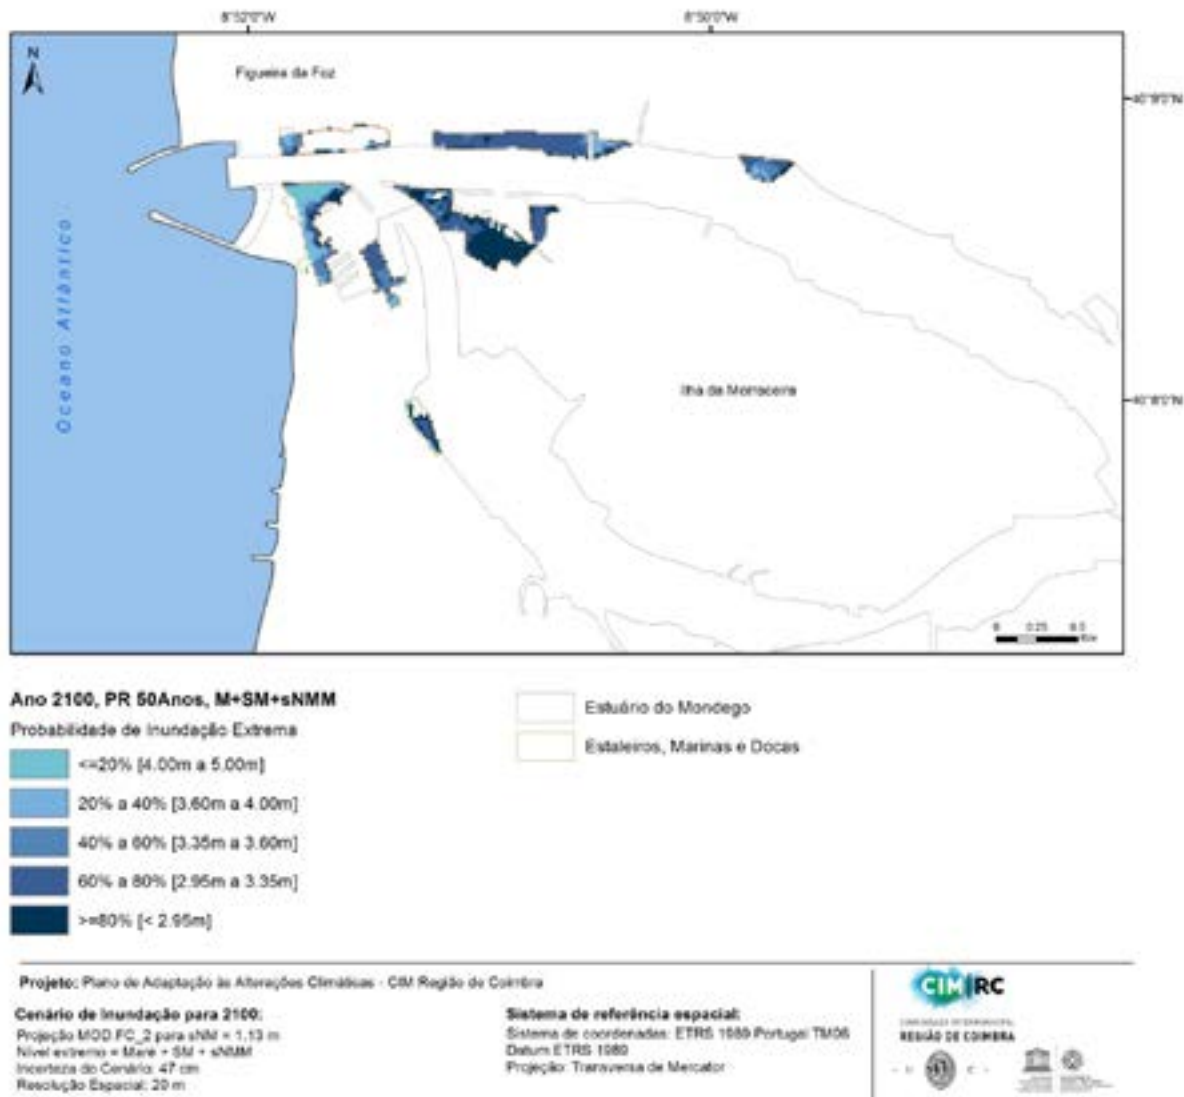 8°52'0"W
8°50'0"W
N
Figueira da Foz
40°9'0"N
Oceano Atlântico
Ilha da Morraceira
40°8'0"N
0 0.25 0.5
Km
Ano 2100, PR 50Anos, M+SM+sNMM
Probabilidade de Inundação Extrema
<=20% [4.00m a 5.00m]
20% a 40% [3.60m a 4.00m]
40% a 60% [3.35m a 3.60m]
60% a 80% [2.95m a 3.35m]
>=80% [< 2.95m]
Estuário do Mondego
Estaleiros, Marinas e Docas
Projeto: Plano de Adaptação às Alterações Climáticas - CIM Região de Coimbra
Cenário de Inundação para 2100:
Projeção MOD.FC_2 para sNM = 1.13 m
Nível extremo = Maré + SM + sNMM
Incerteza do Cenário: 47 cm
Resolução Espacial: 20 m
Sistema de referência espacial:
Sistema de coordenadas: ETRS 1989 Portugal TM06
Datum ETRS 1989
Projeção: Transversa de Mercator
CIM RC
COMUNIDADE INTERMUNICIPAL
REGIÃO DE COIMBRA